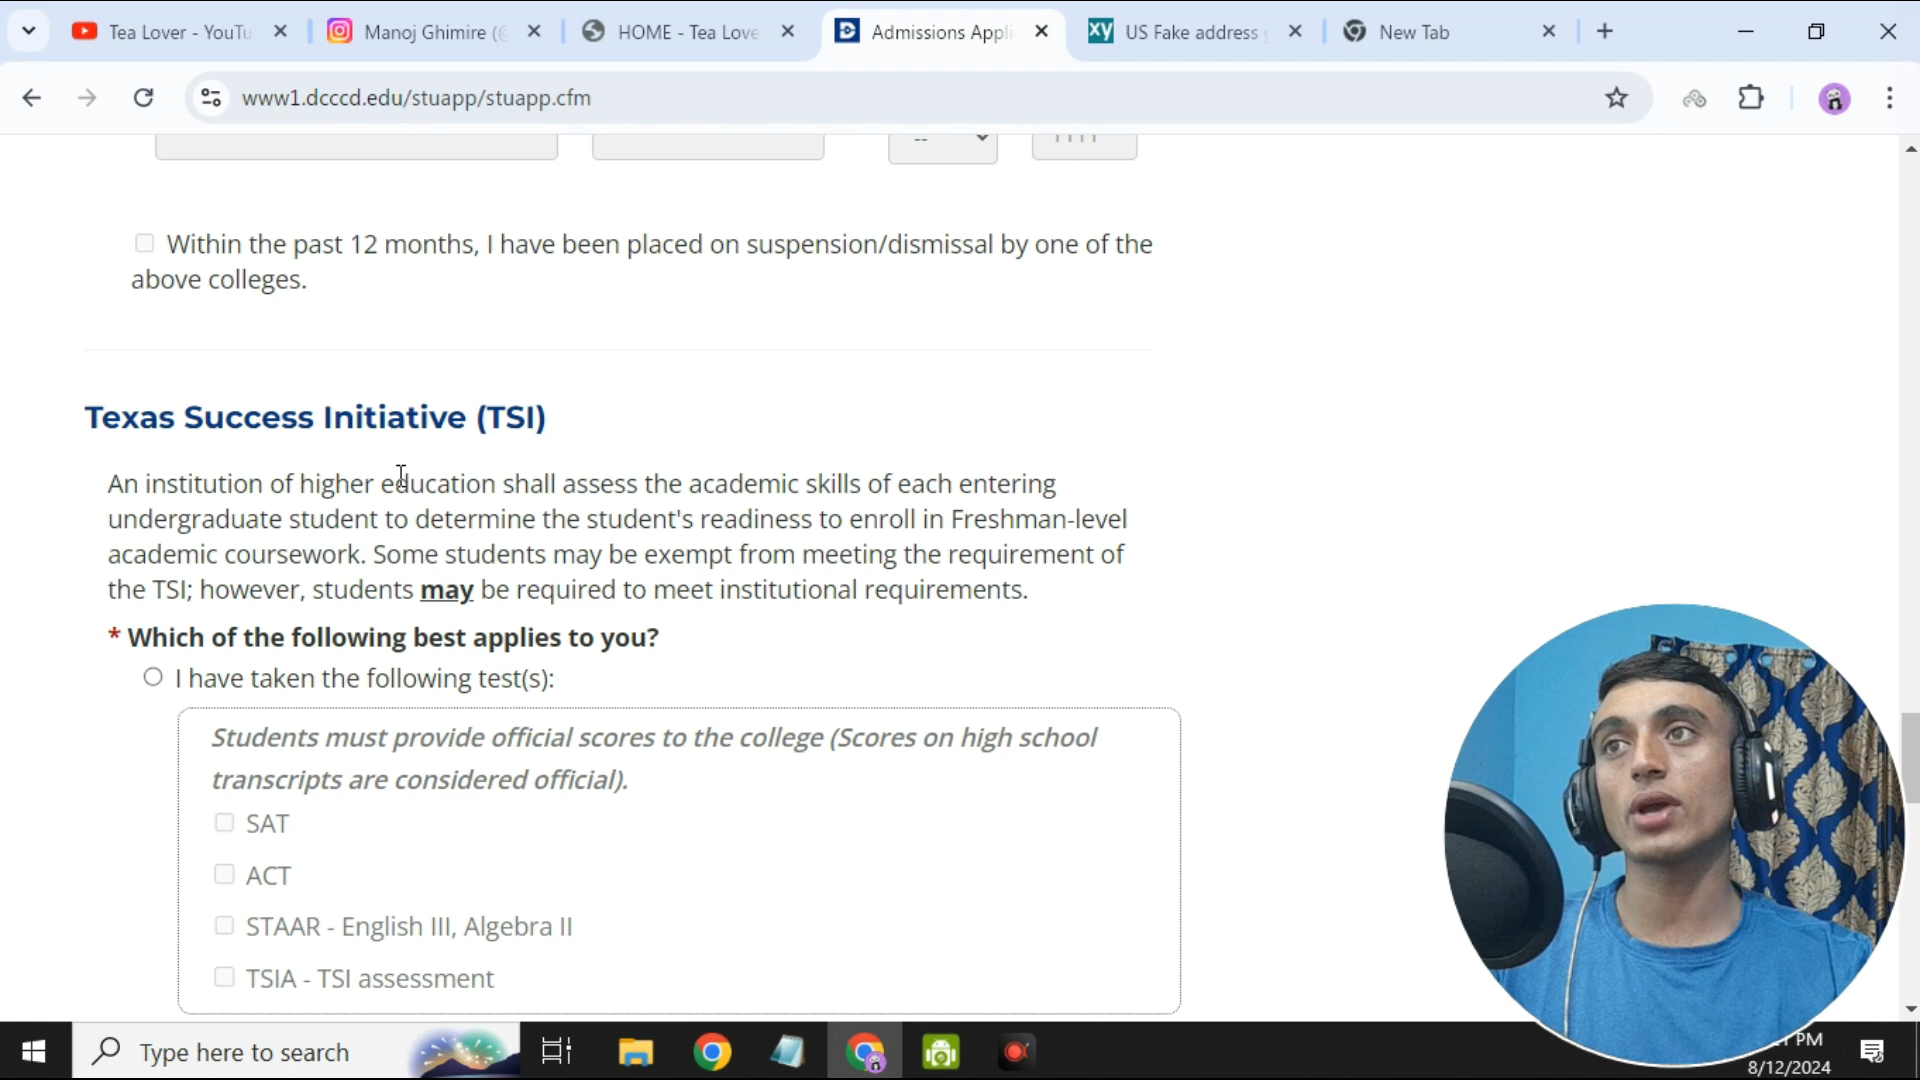 Tea Lover - YouTu
Manoj Ghimire (@
HOME - Tea Love
Admissions Appli
US Fake address g
New Tab
www1.dcccd.edu/stuapp/stuapp.cfm
--
YYYY
Within the past 12 months, I have been placed on suspension/dismissal by one of the
above colleges.
Texas Success Initiative (TSI)
An institution of higher education shall assess the academic skills of each entering
undergraduate student to determine the student's readiness to enroll in Freshman-level
academic coursework. Some students may be exempt from meeting the requirement of
the TSI; however, students may be required to meet institutional requirements.
* Which of the following best applies to you?
I have taken the following test(s):
Students must provide official scores to the college (Scores on high school
transcripts are considered official).
SAT
ACT
STAAR - English III, Algebra II
TSIA - TSI assessment
Type here to search
PM
8/12/2024